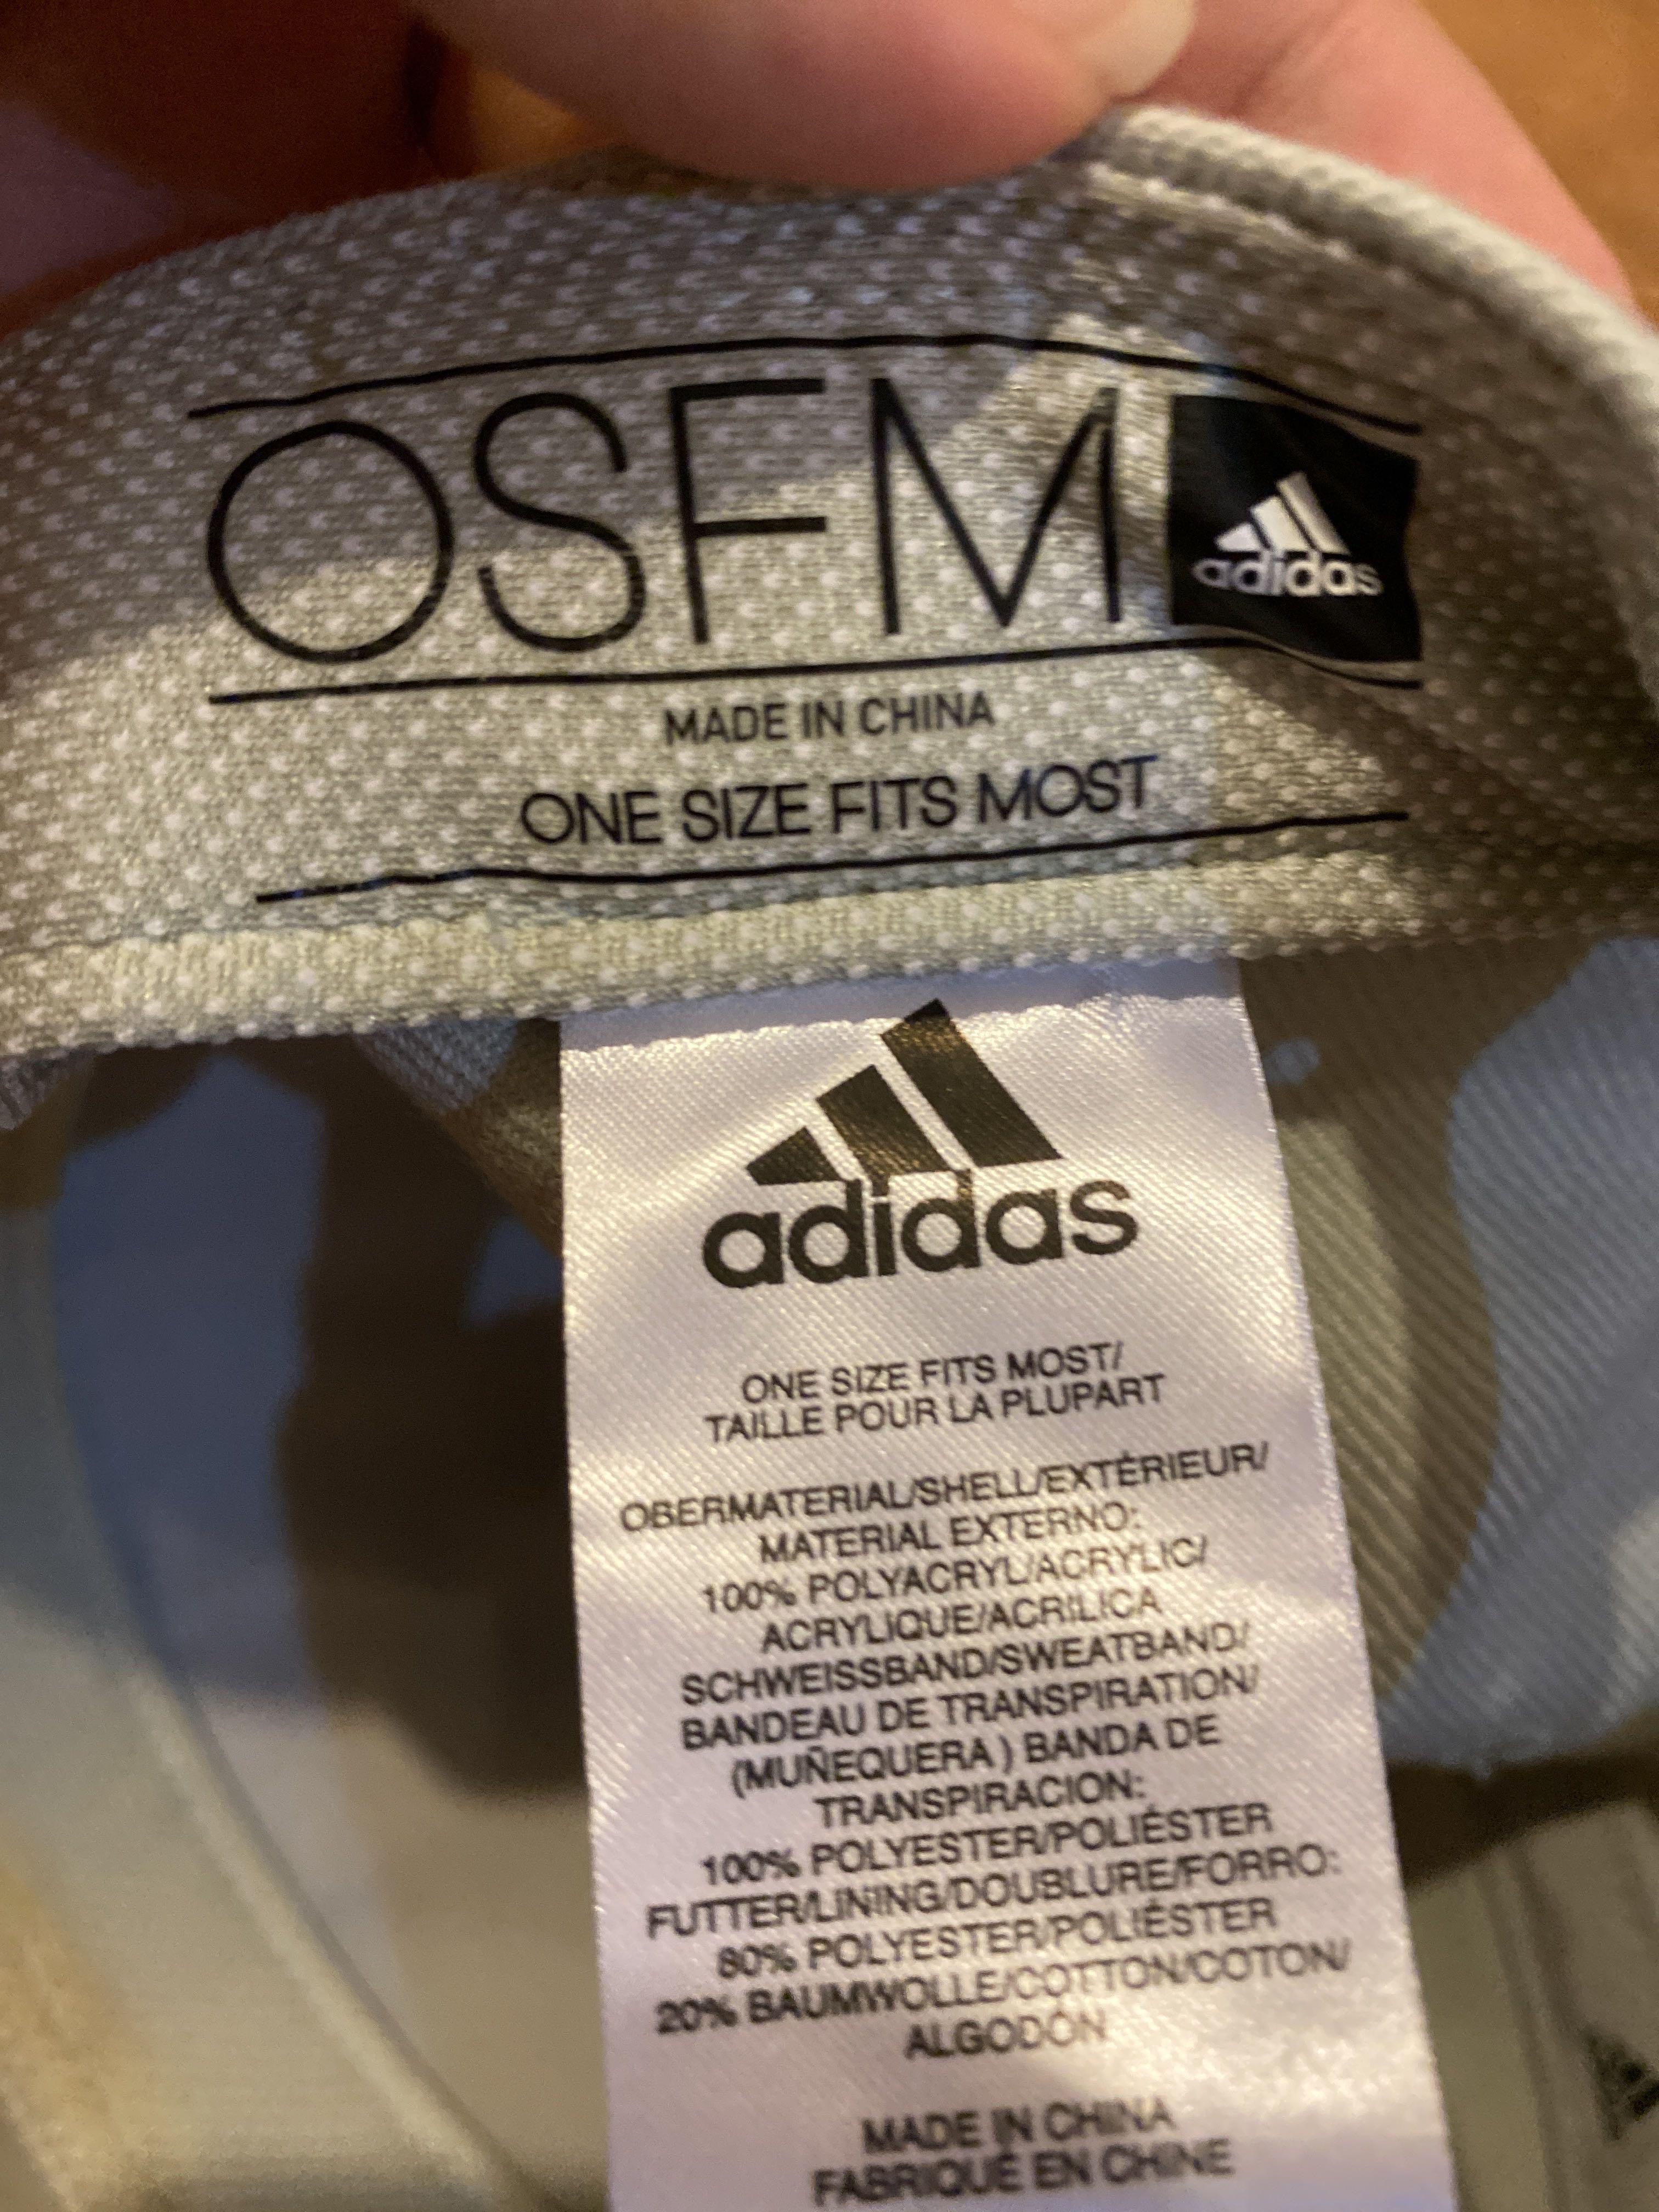 OSFM
adidas
MADE IN CHINA
ONE SIZE FITS MOST
adidas
ONE SIZE FITS MOST/
TAILLE POUR LA PLUPART
OBERMATERIAL/SHELL/EXTÉRIEUR/
MATERIAL EXTERNO:
100% POLYACRYL/ACRYLIC/
ACRYLIQUE/ACRILICA
SCHWEISSBAND/SWEATBAND/
BANDEAU DE TRANSPIRATION/
(MUÑEQUERA ) BANDA DE
TRANSPIRACION:
100% POLYESTER/POLIÉSTER
FUTTER/LINING/DOUBLURE/FORRO:
80% POLYESTER/POLIÉSTER
20% BAUMWOLLE/COTTON/COTON/
ALGODÓN
MADE IN CHINA
FABRIQUÉ EN CHINE